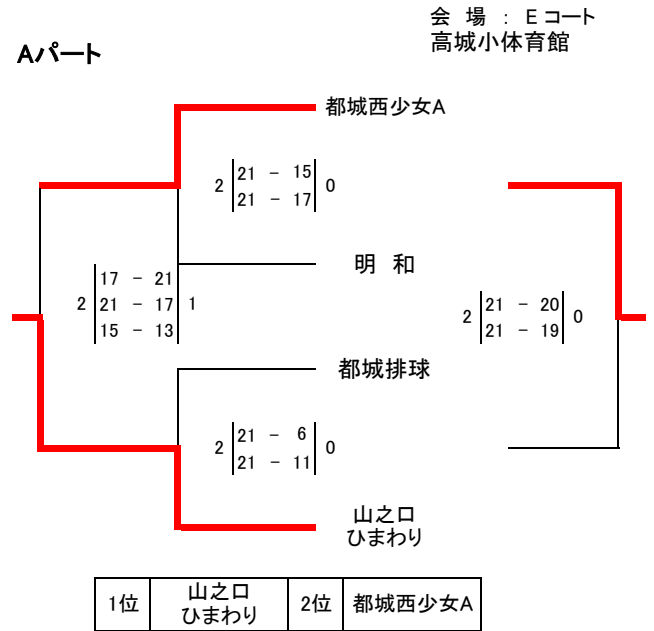 会 場 : Eコート
高城小体育館
Aパート
都城西少女A
2 21 - 15 0
21 - 17
明 和
17 - 21
2 21 - 17 1
15 - 13
2 21 - 20 0
21 - 19
都城排球
2 21 - 6 0
21 - 11
山之口
ひまわり
1位 山之口 ひまわり 2位 都城西少女A